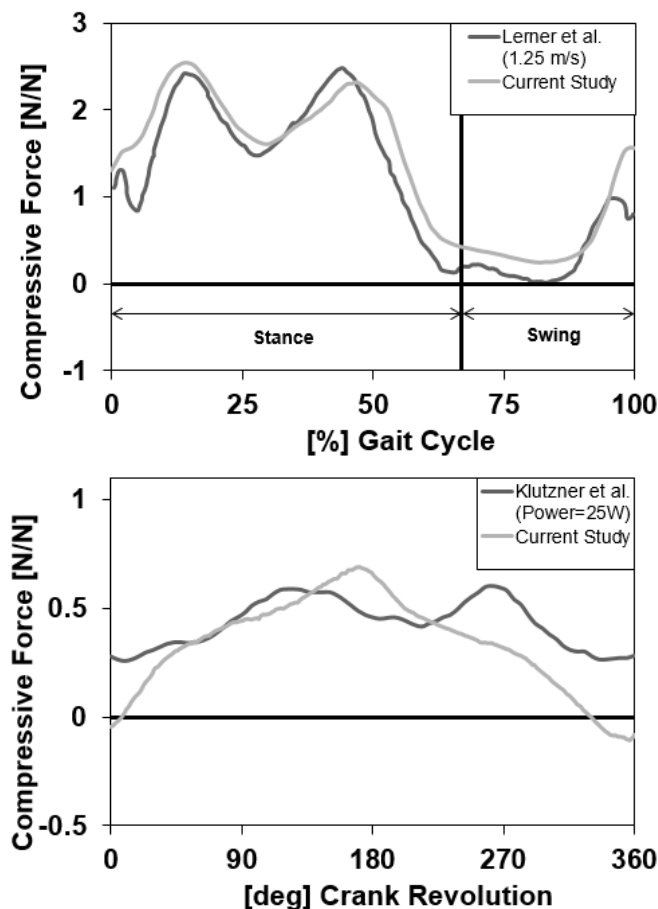 Compressive Force [N/N]
3
2
1
0
-1
Lerner et al.
(1.25 m/s)
Current Study
Stance
Swing
0
25
50
75
100
[%] Gait Cycle
Compressive Force [N/N]
1
0.5
0
-0.5
Klutzner et al.
(Power=25W)
Current Study
0
90
180
270
360
[deg] Crank Revolution